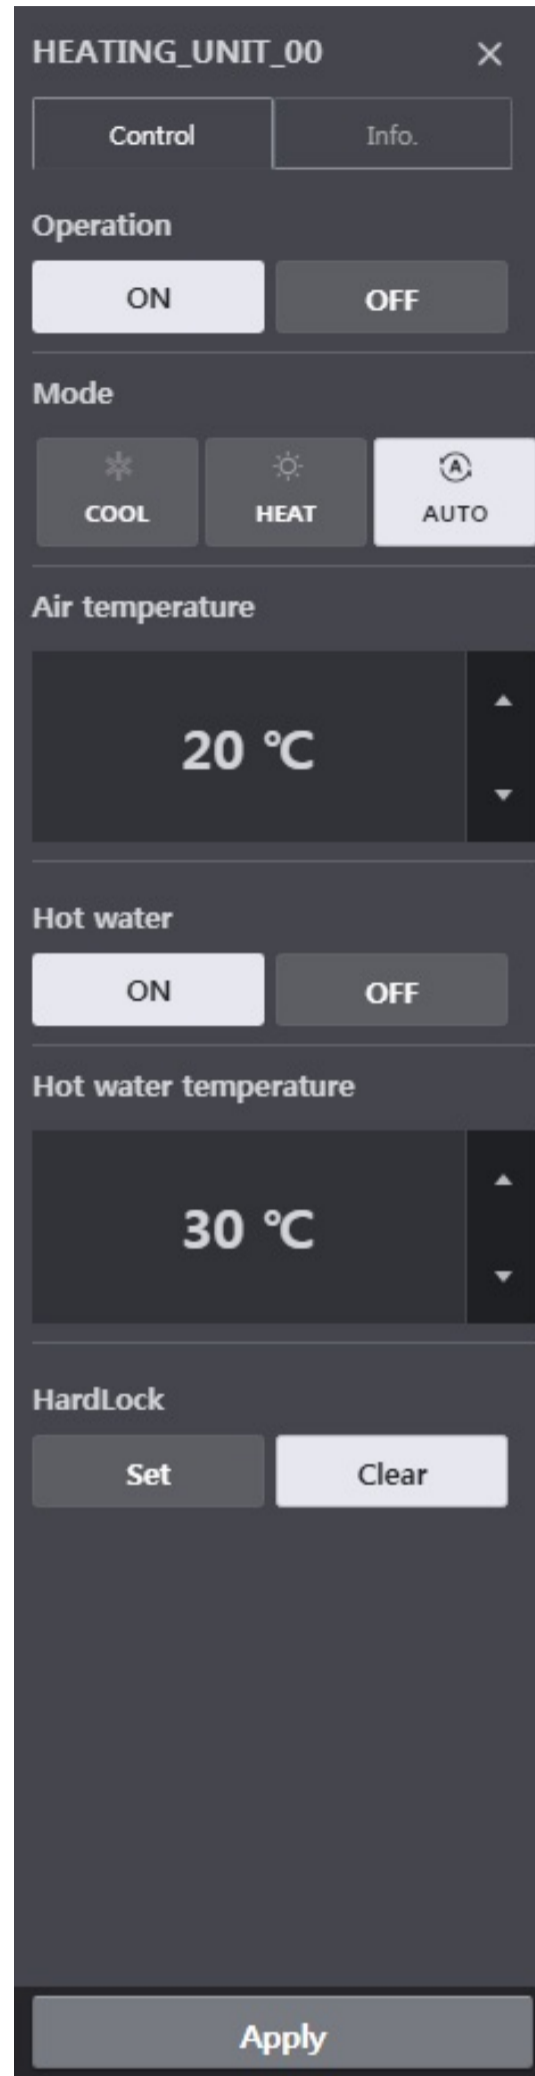 HEATING_UNIT_00 ×
Control Info.
Operation
ON OFF
Mode
COOL HEAT A AUTO
Air temperature
20 °C
Hot water
ON OFF
Hot water temperature
30 °C
HardLock
Set Clear
Apply